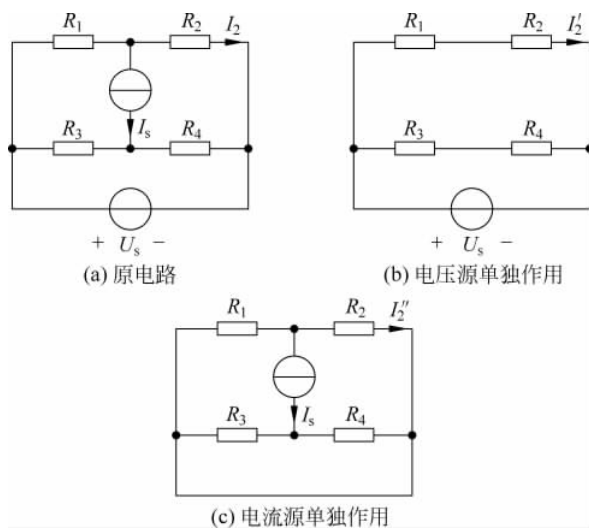 R₁ R₂ I₂
Iₛ
R₃ R₄
+ Uₛ −
(a) 原电路
R₁ R₂ I₂′
R₃ R₄
+ Uₛ −
(b) 电压源单独作用
R₁ R₂ I₂″
Iₛ
R₃ R₄
(c) 电流源单独作用